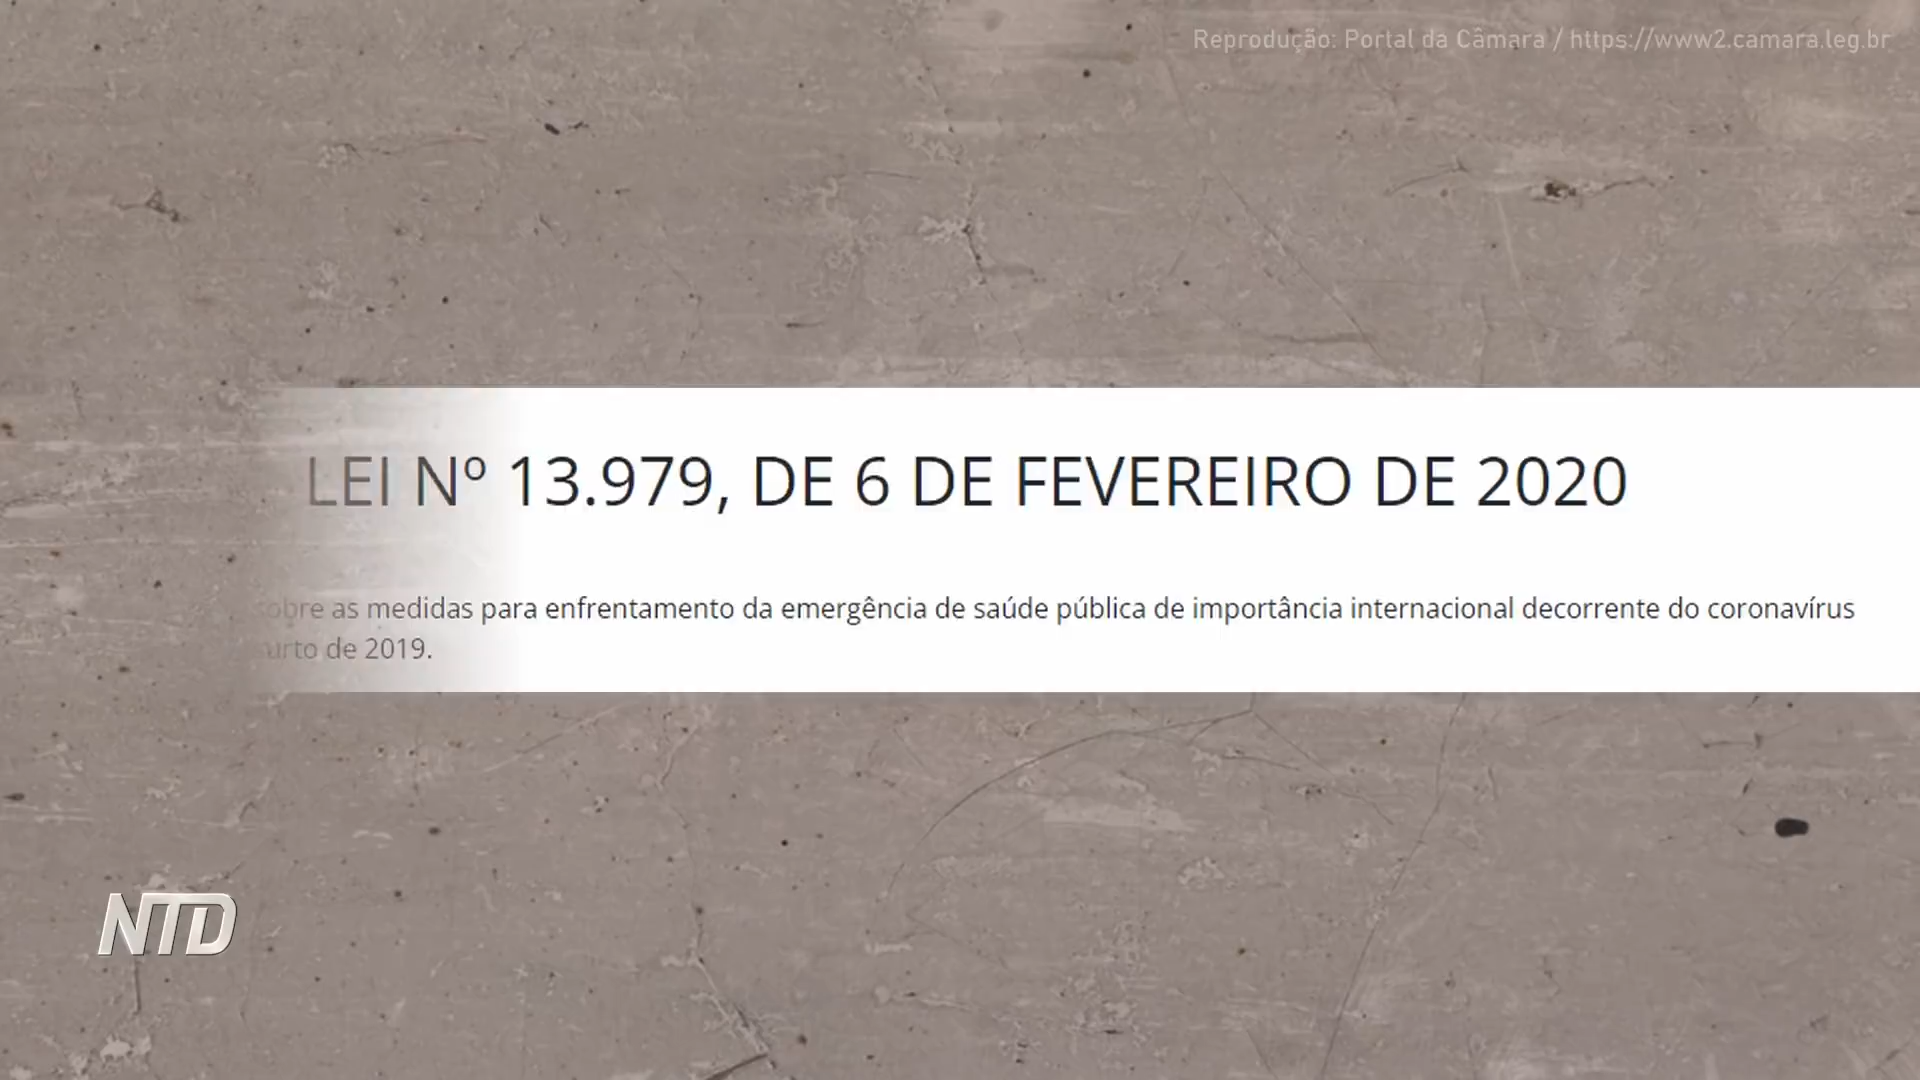 Reprodução: Portal da Câmara / https://www2.camara.leg.br
LEI Nº 13.979, DE 6 DE FEVEREIRO DE 2020
sobre as medidas para enfrentamento da emergência de saúde pública de importância internacional decorrente do coronavírus
de 2019.
NTD